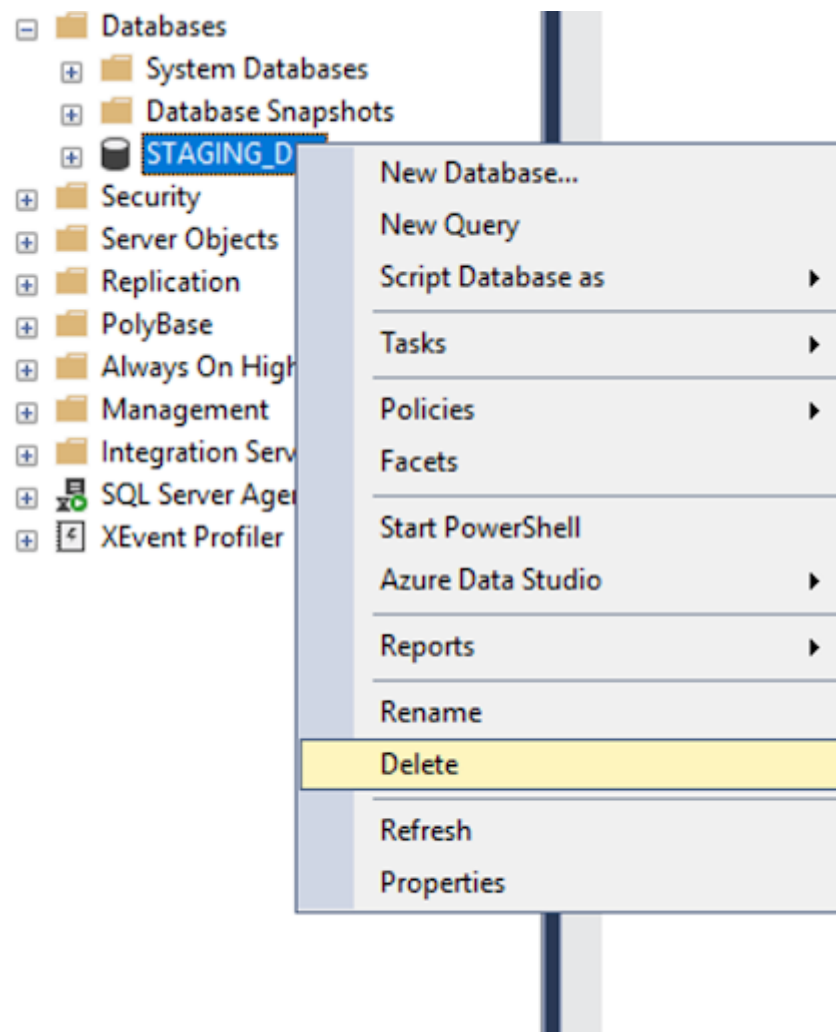 Databases
System Databases
Database Snapshots
STAGING_D
Security
Server Objects
Replication
PolyBase
Always On High
Management
Integration Serv
SQL Server Agen
XEvent Profiler
New Database...
New Query
Script Database as
Tasks
Policies
Facets
Start PowerShell
Azure Data Studio
Reports
Rename
Delete
Refresh
Properties